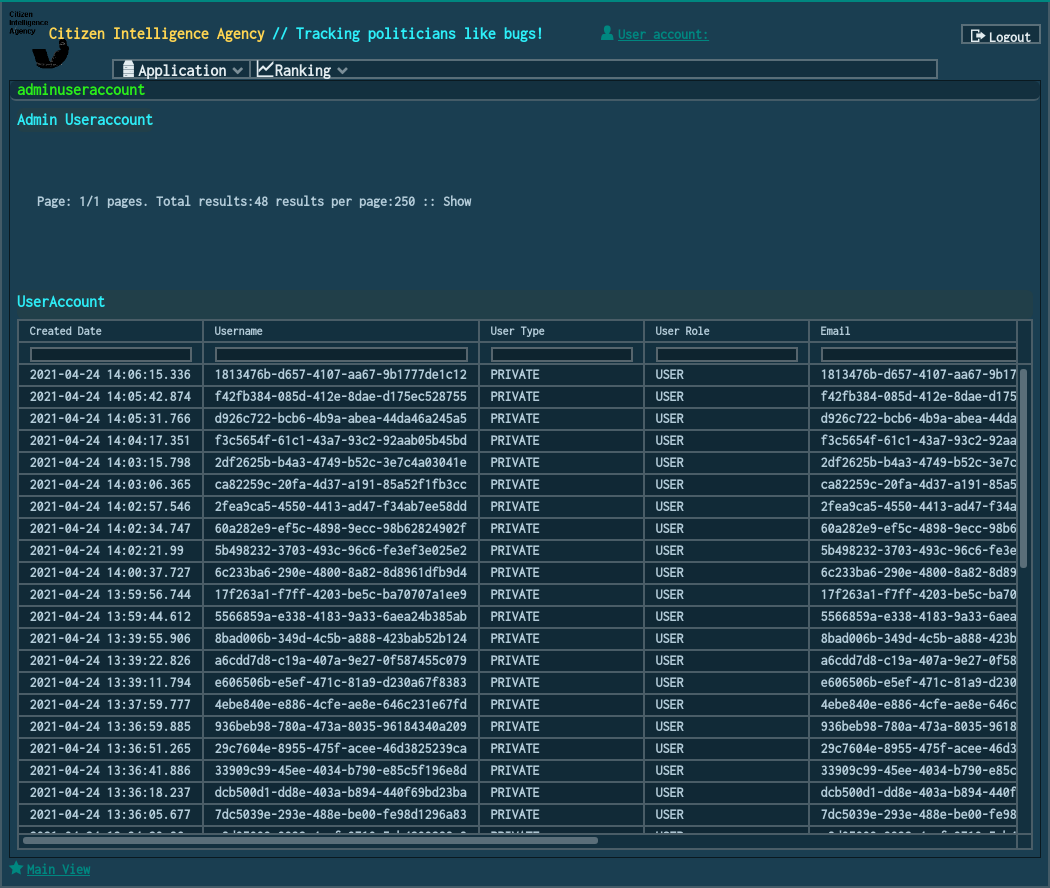 Citizen
Intelligence
Agency
Citizen Intelligence Agency // Tracking politicians like bugs!
User account:
Logout
Application Ranking
adminuseraccount
Admin Useraccount
Page: 1/1 pages. Total results:48 results per page:250 :: Show
UserAccount
Created Date Username User Type User Role Email
2021-04-24 14:06:15.336 1813476b-d657-4107-aa67-9b1777de1c12 PRIVATE USER 1813476b-d657-4107-aa67-9b17
2021-04-24 14:05:42.874 f42fb384-085d-412e-8dae-d175ec528755 PRIVATE USER f42fb384-085d-412e-8dae-d175
2021-04-24 14:05:31.766 d926c722-bcb6-4b9a-abea-44da46a245a5 PRIVATE USER d926c722-bcb6-4b9a-abea-44da
2021-04-24 14:04:17.351 f3c5654f-61c1-43a7-93c2-92aab05b45bd PRIVATE USER f3c5654f-61c1-43a7-93c2-92aa
2021-04-24 14:03:15.798 2df2625b-b4a3-4749-b52c-3e7c4a03041e PRIVATE USER 2df2625b-b4a3-4749-b52c-3e7c
2021-04-24 14:03:06.365 ca82259c-20fa-4d37-a191-85a52f1fb3cc PRIVATE USER ca82259c-20fa-4d37-a191-85a5
2021-04-24 14:02:57.546 2fea9ca5-4550-4413-ad47-f34ab7ee58dd PRIVATE USER 2fea9ca5-4550-4413-ad47-f34a
2021-04-24 14:02:34.747 60a282e9-ef5c-4898-9ecc-98b62824902f PRIVATE USER 60a282e9-ef5c-4898-9ecc-98b6
2021-04-24 14:02:21.99 5b498232-3703-493c-96c6-fe3ef3e025e2 PRIVATE USER 5b498232-3703-493c-96c6-fe3e
2021-04-24 14:00:37.727 6c233ba6-290e-4800-8a82-8d8961dfb9d4 PRIVATE USER 6c233ba6-290e-4800-8a82-8d89
2021-04-24 13:59:56.744 17f263a1-f7ff-4203-be5c-ba70707a1ee9 PRIVATE USER 17f263a1-f7ff-4203-be5c-ba70
2021-04-24 13:59:44.612 5566859a-e338-4183-9a33-6aea24b385ab PRIVATE USER 5566859a-e338-4183-9a33-6aea
2021-04-24 13:39:55.906 8bad006b-349d-4c5b-a888-423bab52b124 PRIVATE USER 8bad006b-349d-4c5b-a888-423b
2021-04-24 13:39:22.826 a6cdd7d8-c19a-407a-9e27-0f587455c079 PRIVATE USER a6cdd7d8-c19a-407a-9e27-0f58
2021-04-24 13:39:11.794 e606506b-e5ef-471c-81a9-d230a67f8383 PRIVATE USER e606506b-e5ef-471c-81a9-d230
2021-04-24 13:37:59.777 4ebe840e-e886-4cfe-ae8e-646c231e67fd PRIVATE USER 4ebe840e-e886-4cfe-ae8e-646c
2021-04-24 13:36:59.885 936beb98-780a-473a-8035-96184340a209 PRIVATE USER 936beb98-780a-473a-8035-9618
2021-04-24 13:36:51.265 29c7604e-8955-475f-acee-46d3825239ca PRIVATE USER 29c7604e-8955-475f-acee-46d3
2021-04-24 13:36:41.886 33909c99-45ee-4034-b790-e85c5f196e8d PRIVATE USER 33909c99-45ee-4034-b790-e85c
2021-04-24 13:36:18.237 dcb500d1-dd8e-403a-b894-440f69bd23ba PRIVATE USER dcb500d1-dd8e-403a-b894-440f
2021-04-24 13:36:05.677 7dc5039e-293e-488e-be00-fe98d1296a83 PRIVATE USER 7dc5039e-293e-488e-be00-fe98
Main View